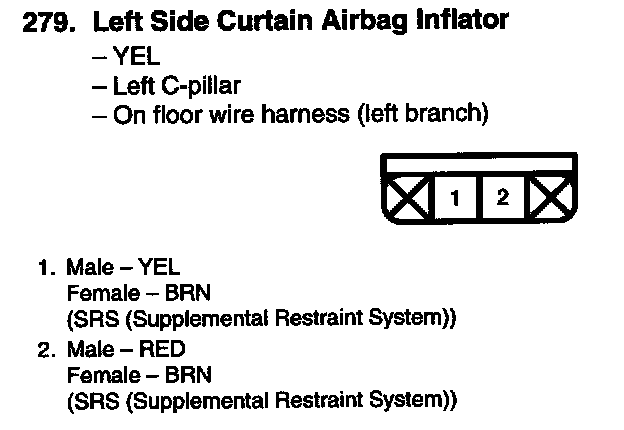 279. Left Side Curtain Airbag Inflator
– YEL
– Left C-pillar
– On floor wire harness (left branch)
1 2
1. Male – YEL
Female – BRN
(SRS (Supplemental Restraint System))
2. Male – RED
Female – BRN
(SRS (Supplemental Restraint System))